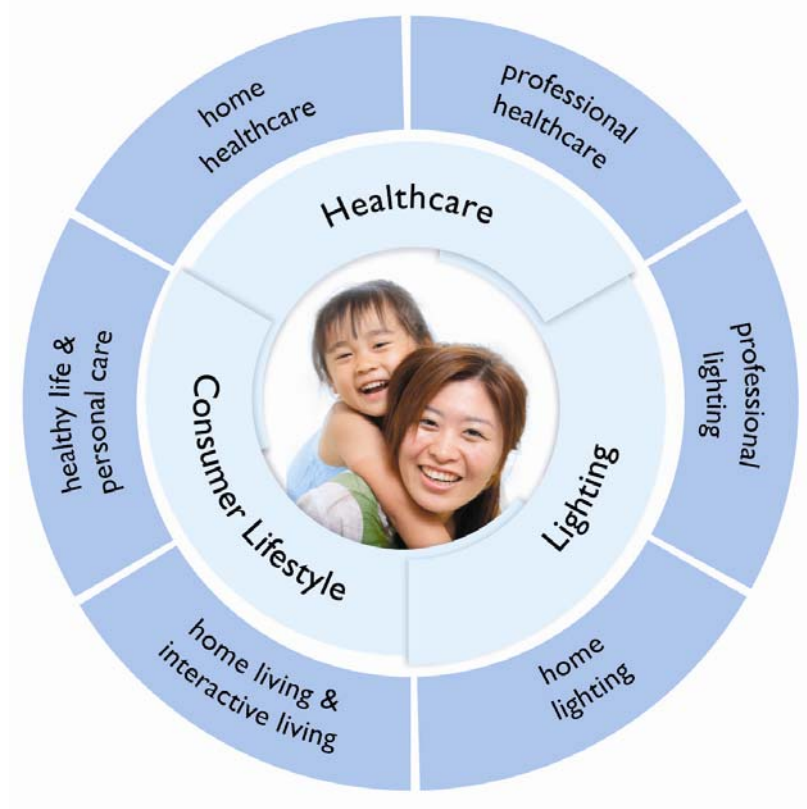 home
healthcare
professional
healthcare
Healthcare
healthy life &
personal care
professional
lighting
Consumer Lifestyle
Lighting
home living &
interactive living
home
lighting